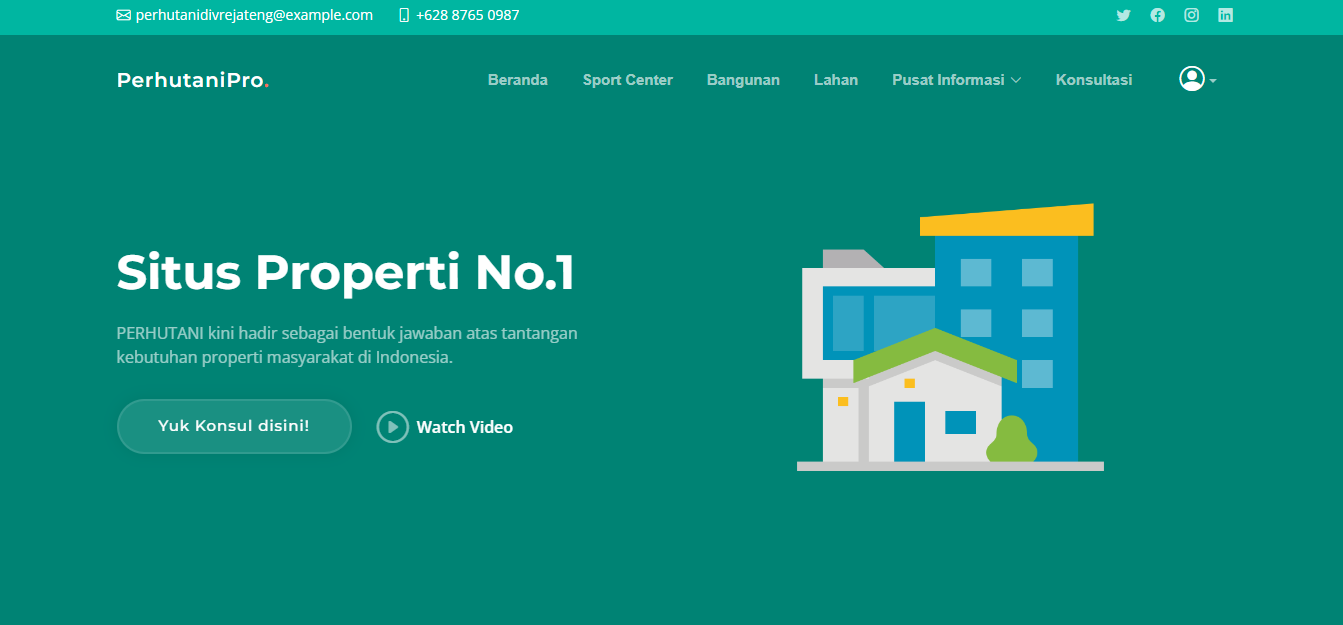 perhutanidivrejateng@example.com +628 8765 0987
PerhutaniPro.
Beranda Sport Center Bangunan Lahan Pusat Informasi Konsultasi
Situs Properti No.1
PERHUTANI kini hadir sebagai bentuk jawaban atas tantangan
kebutuhan properti masyarakat di Indonesia.
Yuk Konsul disini! Watch Video